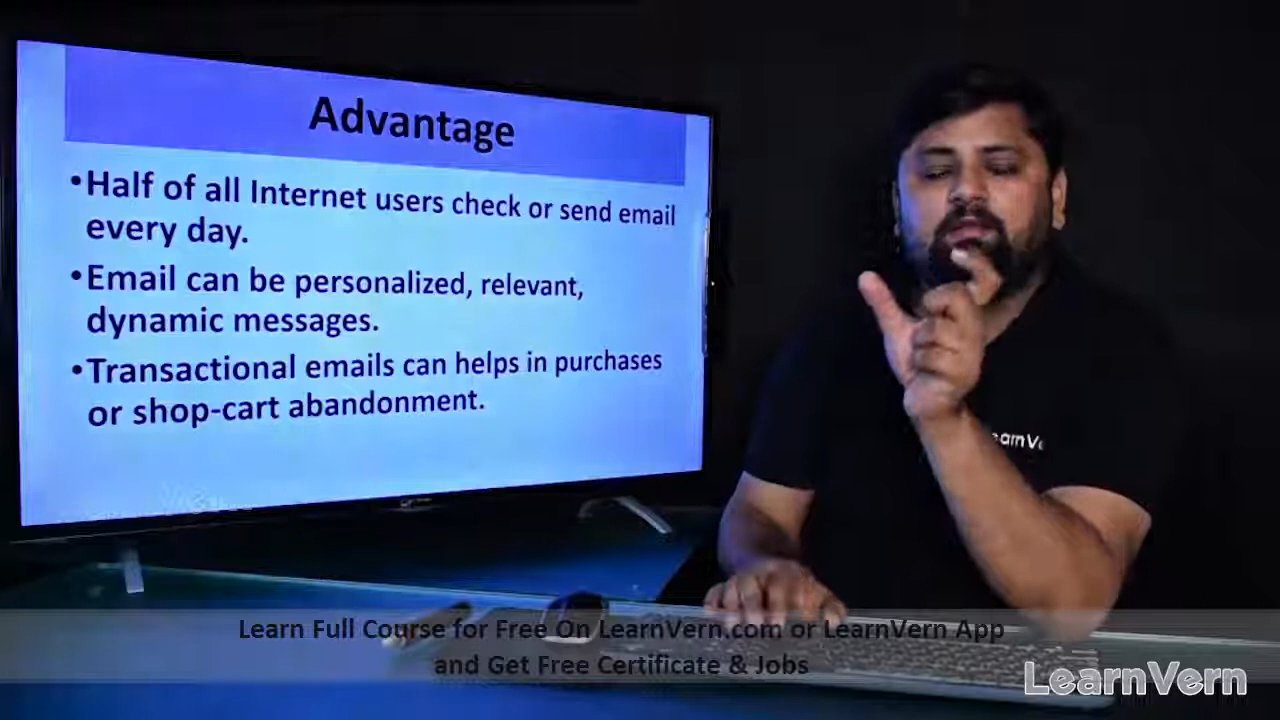 Advantage
•Half of all Internet users check or send email
every day.
•Email can be personalized, relevant,
dynamic messages.
•Transactional emails can helps in purchases
or shop-cart abandonment.
Learn Full Course for Free On LearnVern.com or LearnVern App
and Get Free Certificate & Jobs
LearnVern